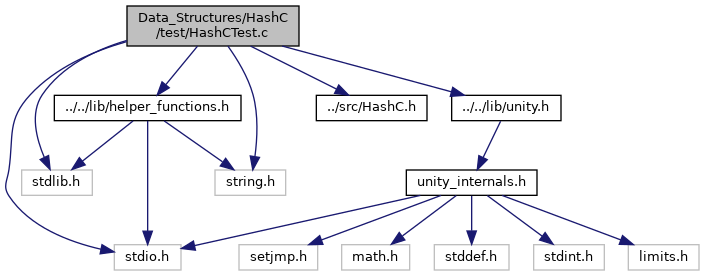 Data_Structures/HashC
/test/HashCTest.c
../../lib/helper_functions.h
../src/HashC.h
../../lib/unity.h
stdlib.h
string.h
unity_internals.h
stdio.h
setjmp.h
math.h
stddef.h
stdint.h
limits.h